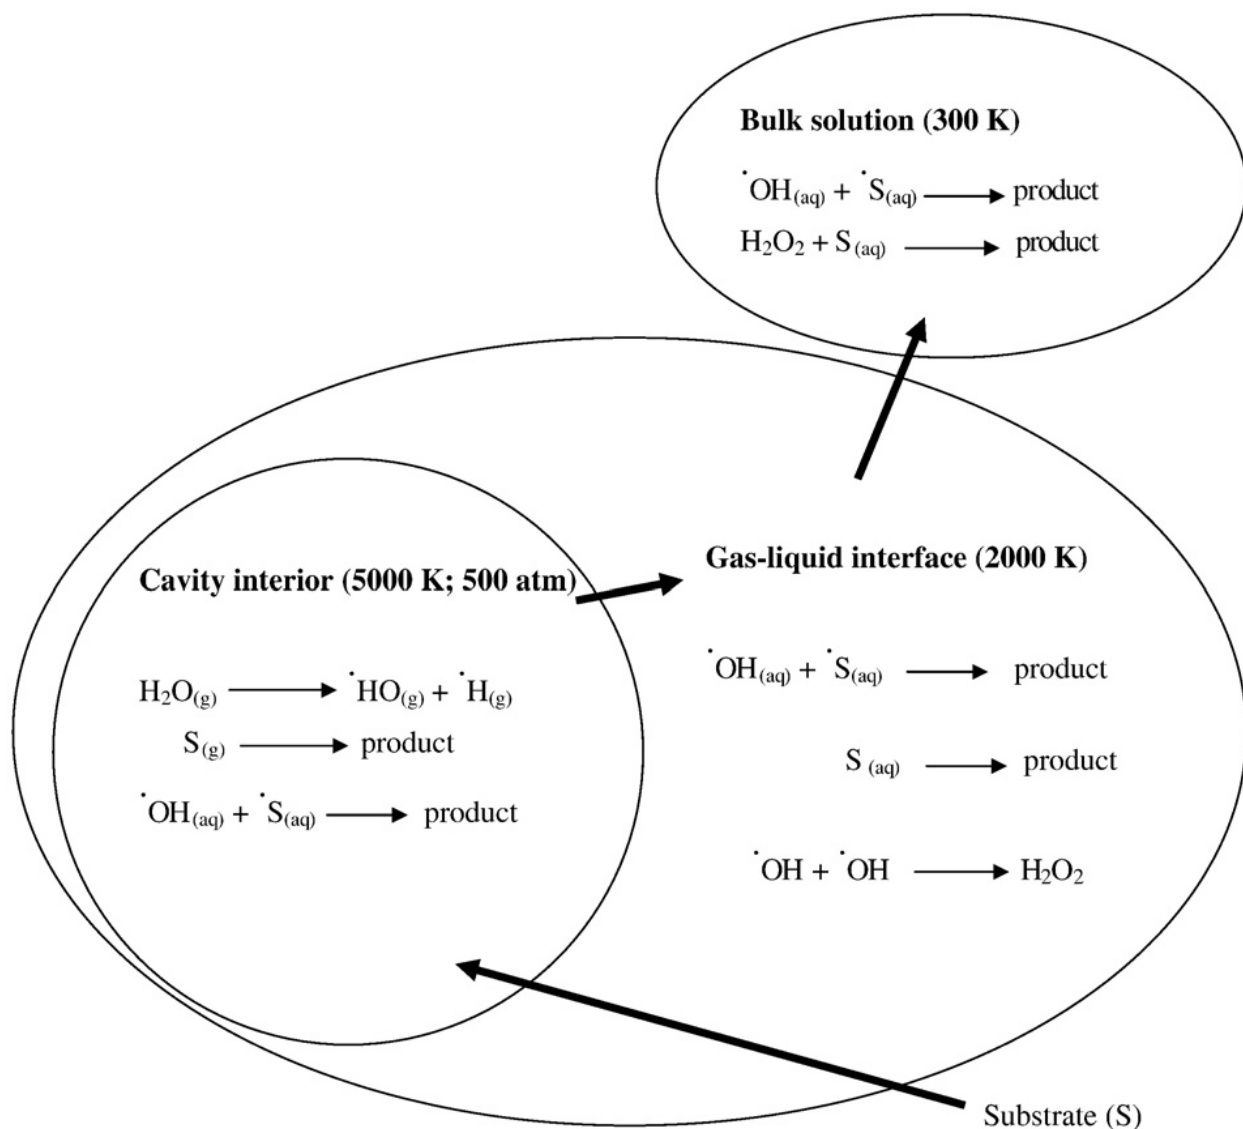 Bulk solution (300 K)
˙OH(aq) + ˙S(aq) ⟶ product
H₂O₂ + S (aq) ⟶ product
Gas-liquid interface (2000 K)
˙OH(aq) + ˙S(aq) ⟶ product
S (aq) ⟶ product
˙OH + ˙OH ⟶ H₂O₂
Cavity interior (5000 K; 500 atm)
H₂O(g) ⟶ ˙HO(g) + ˙H(g)
S(g) ⟶ product
˙OH(aq) + ˙S(aq) ⟶ product
Substrate (S)